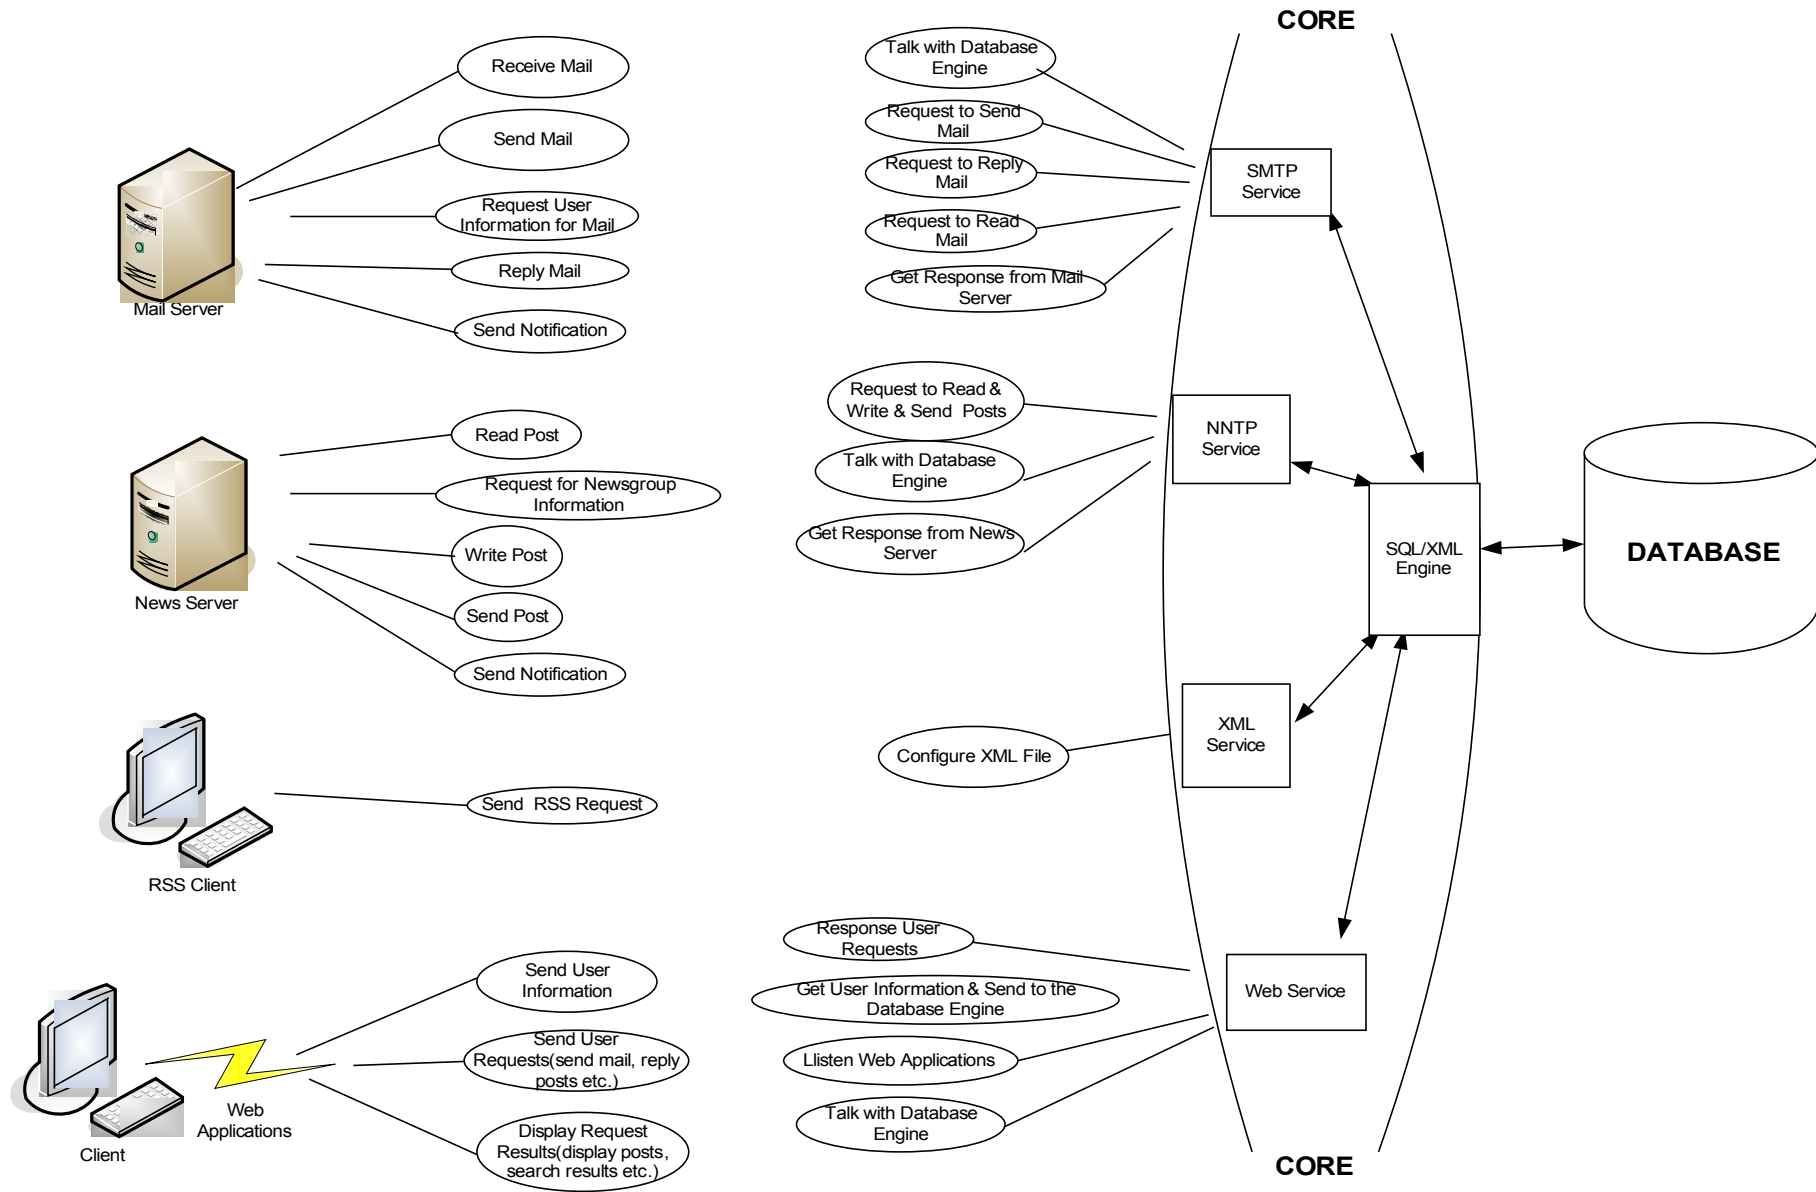 CORE
Receive Mail
Send Mail
Request User
Information for Mail
Reply Mail
Send Notification
Mail Server
Talk with Database
Engine
Request to Send
Mail
Request to Reply
Mail
Request to Read
Mail
Get Response from Mail
Server
SMTP
Service
Read Post
Request for Newsgroup
Information
Write Post
Send Post
Send Notification
News Server
Request to Read &
Write & Send Posts
Talk with Database
Engine
Get Response from News
Server
NNTP
Service
SQL/XML
Engine
DATABASE
Send RSS Request
RSS Client
Configure XML File
XML
Service
Send User
Information
Send User
Requests(send mail, reply
posts etc.)
Display Request
Results(display posts,
search results etc.)
Web
Applications
Client
Response User
Requests
Get User Information & Send to the
Database Engine
Llisten Web Applications
Talk with Database
Engine
Web Service
CORE